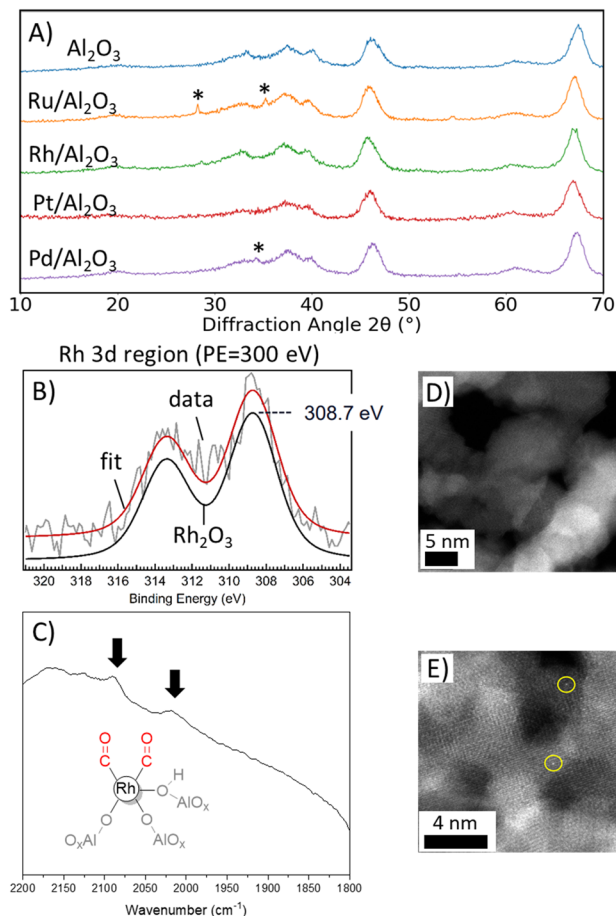 A)
Al₂O₃
Ru/Al₂O₃
*
*
Rh/Al₂O₃
Pt/Al₂O₃
Pd/Al₂O₃
*
10 20 30 40 50 60 70
Diffraction Angle 2θ (°)
Rh 3d region (PE=300 eV)
B)
data
308.7 eV
fit
Rh₂O₃
320 318 316 314 312 310 308 306 304
Binding Energy (eV)
C)
O O
C C
Rh
H
O
AlOₓ
O O
OₓAl AlOₓ
2200 2150 2100 2050 2000 1950 1900 1850 1800
Wavenumber (cm⁻¹)
D)
5 nm
E)
4 nm